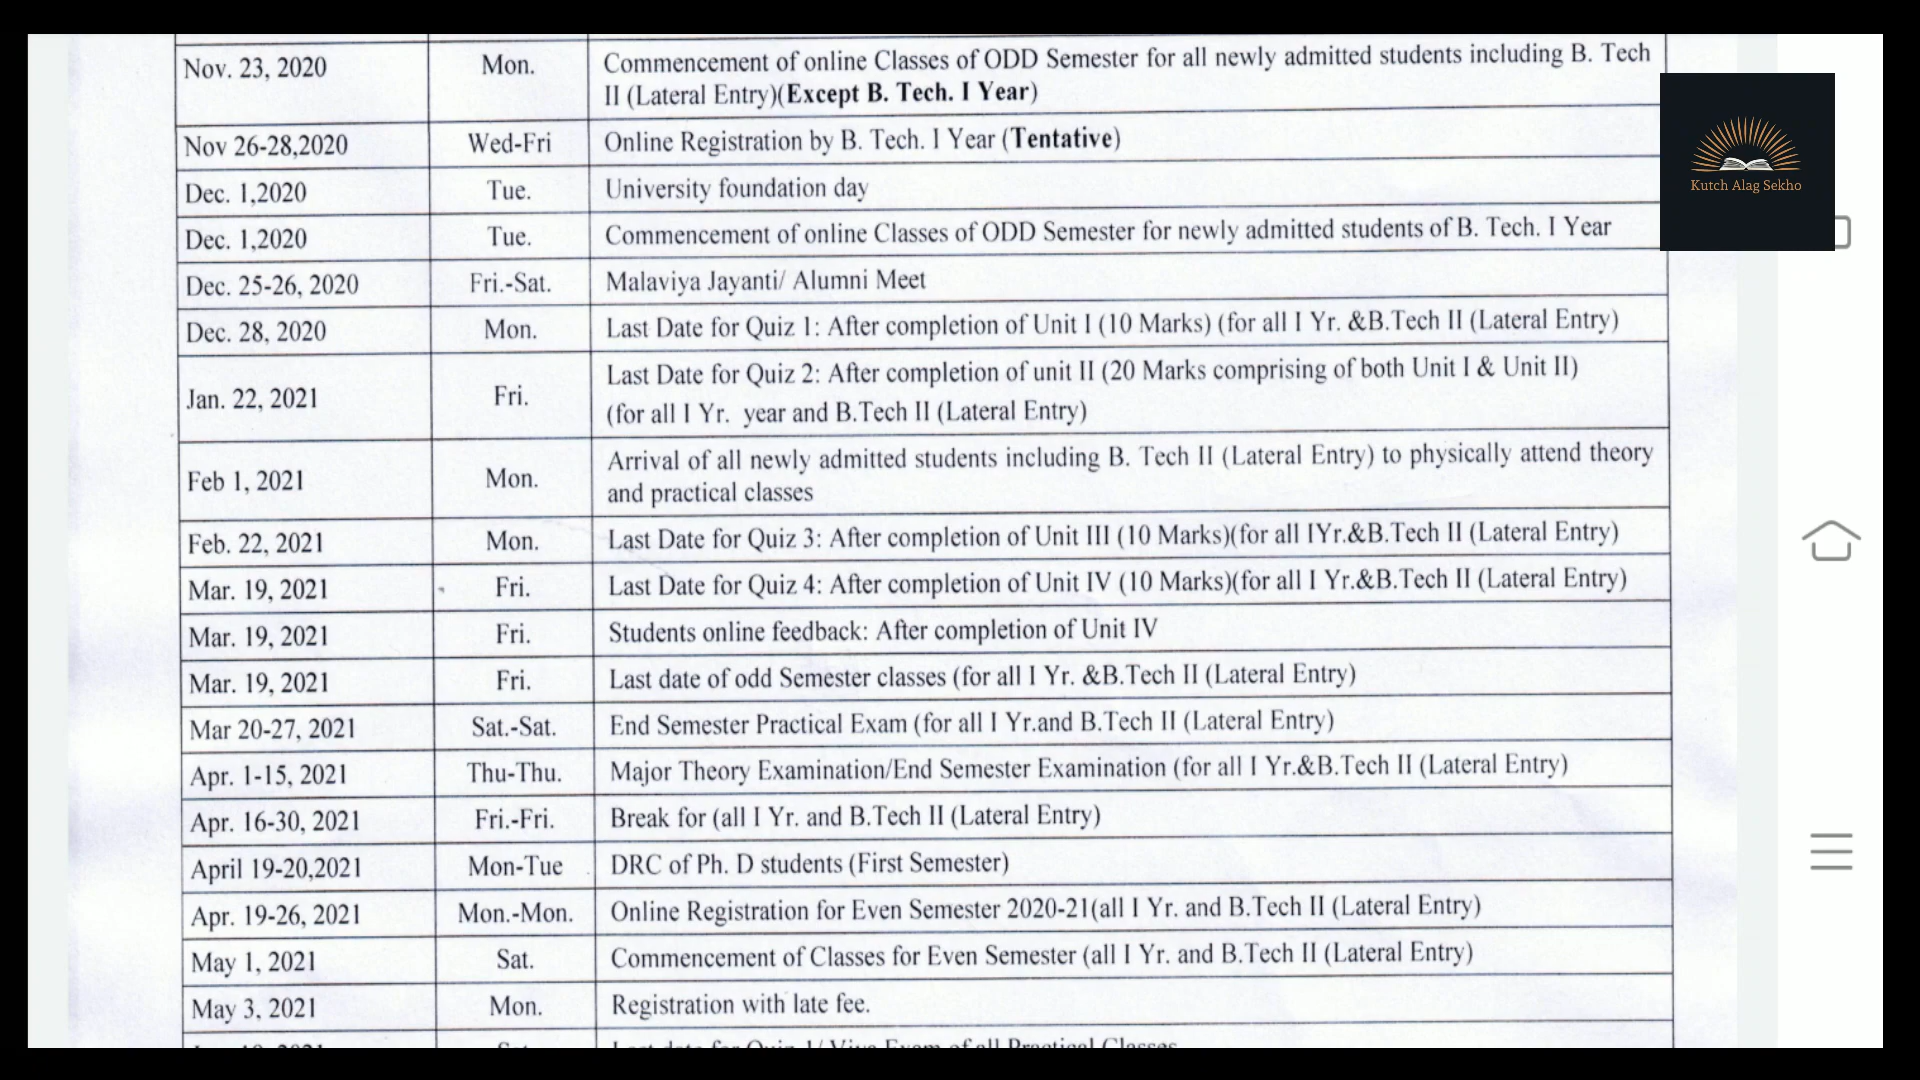 Nov. 23, 2020 Mon. Commencement of online Classes of ODD Semester for all newly admitted students including B. Tech
II (Lateral Entry)(Except B. Tech. I Year)
Nov 26-28,2020 Wed-Fri Online Registration by B. Tech. I Year (Tentative)
Dec. 1,2020 Tue. University foundation day
Dec. 1,2020 Tue. Commencement of online Classes of ODD Semester for newly admitted students of B. Tech. I Year
Dec. 25-26, 2020 Fri.-Sat. Malaviya Jayanti/ Alumni Meet
Dec. 28, 2020 Mon. Last Date for Quiz 1: After completion of Unit I (10 Marks) (for all I Yr. &B.Tech II (Lateral Entry)
Jan. 22, 2021 Fri. Last Date for Quiz 2: After completion of unit II (20 Marks comprising of both Unit I & Unit II)
(for all I Yr. year and B.Tech II (Lateral Entry)
Feb 1, 2021 Mon. Arrival of all newly admitted students including B. Tech II (Lateral Entry) to physically attend theory
and practical classes
Feb. 22, 2021 Mon. Last Date for Quiz 3: After completion of Unit III (10 Marks)(for all IYr.&B.Tech II (Lateral Entry)
Mar. 19, 2021 Fri. Last Date for Quiz 4: After completion of Unit IV (10 Marks)(for all I Yr.&B.Tech II (Lateral Entry)
Mar. 19, 2021 Fri. Students online feedback: After completion of Unit IV
Mar. 19, 2021 Fri. Last date of odd Semester classes (for all I Yr. &B.Tech II (Lateral Entry)
Mar 20-27, 2021 Sat.-Sat. End Semester Practical Exam (for all I Yr.and B.Tech II (Lateral Entry)
Apr. 1-15, 2021 Thu-Thu. Major Theory Examination/End Semester Examination (for all I Yr.&B.Tech II (Lateral Entry)
Apr. 16-30, 2021 Fri.-Fri. Break for (all I Yr. and B.Tech II (Lateral Entry)
April 19-20,2021 Mon-Tue DRC of Ph. D students (First Semester)
Apr. 19-26, 2021 Mon.-Mon. Online Registration for Even Semester 2020-21(all I Yr. and B.Tech II (Lateral Entry)
May 1, 2021 Sat. Commencement of Classes for Even Semester (all I Yr. and B.Tech II (Lateral Entry)
May 3, 2021 Mon. Registration with late fee.
Last date for Quiz 1/ Viva Exam of all Practical Classes
Kutch Alag Sekho